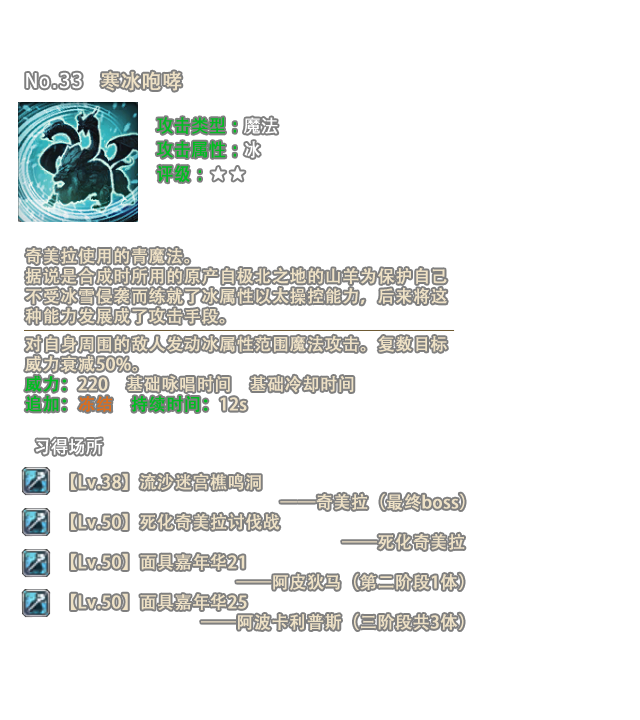 No.33 寒冰咆哮
攻击类型：魔法
攻击属性：冰
评级：★★
奇美拉使用的青魔法。
据说是合成时所用的原产自极北之地的山羊为保护自己
不受冰雪侵袭而练就了冰属性以太操控能力，后来将这
种能力发展成了攻击手段。
对自身周围的敌人发动冰属性范围魔法攻击。复数目标
威力衰减50%。
威力：220 基础咏唱时间 基础冷却时间
追加：冻结 持续时间：12s
习得场所
【Lv.38】流沙迷宫樵鸣洞
——奇美拉（最终boss）
【Lv.50】死化奇美拉讨伐战
——死化奇美拉
【Lv.50】面具嘉年华21
——阿皮狄马（第二阶段1体）
【Lv.50】面具嘉年华25
——阿波卡利普斯（三阶段共3体）